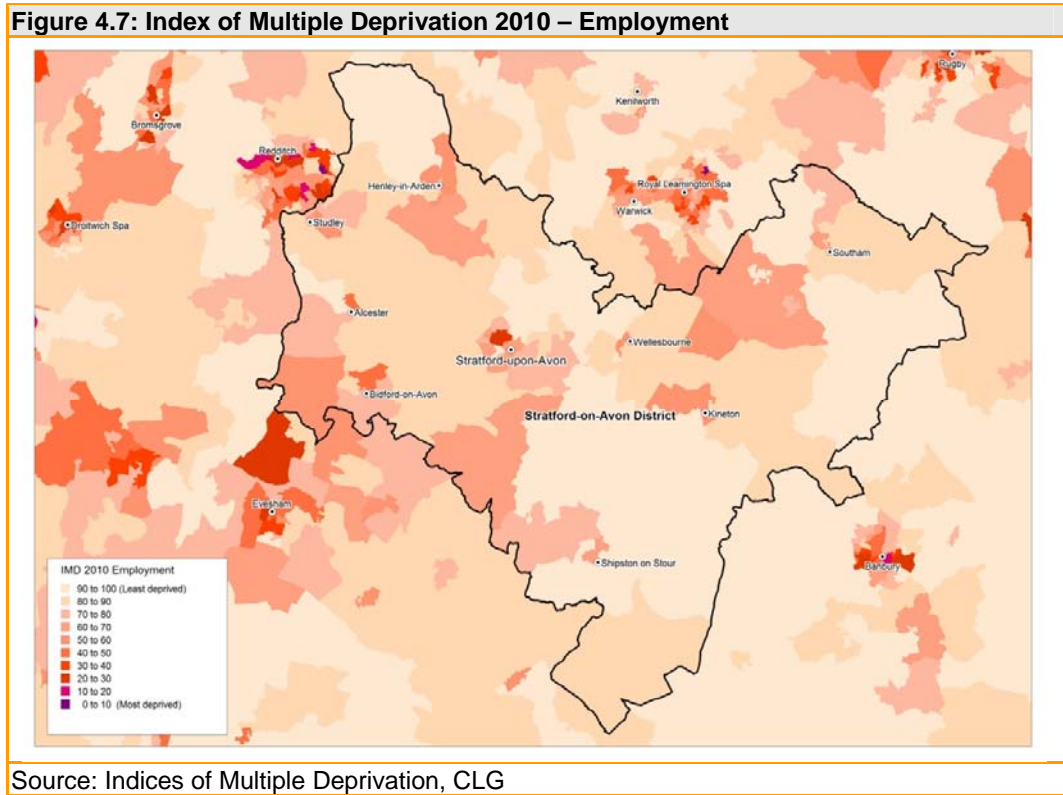 Figure 4.7: Index of Multiple Deprivation 2010 – Employment
Rugby
Kenilworth
Bromsgrove
Redditch
Henley-in-Arden
Royal Leamington Spa
Warwick
Studley
Droitwich Spa
Southam
Alcester
Wellesbourne
Stratford-upon-Avon
Bidford-on-Avon
Stratford-on-Avon District
Kineton
Evesham
Shipston on Stour
Banbury
IMD 2010 Employment
90 to 100 (Least deprived)
80 to 90
70 to 80
60 to 70
50 to 60
40 to 50
30 to 40
20 to 30
10 to 20
0 to 10 (Most deprived)
Source: Indices of Multiple Deprivation, CLG